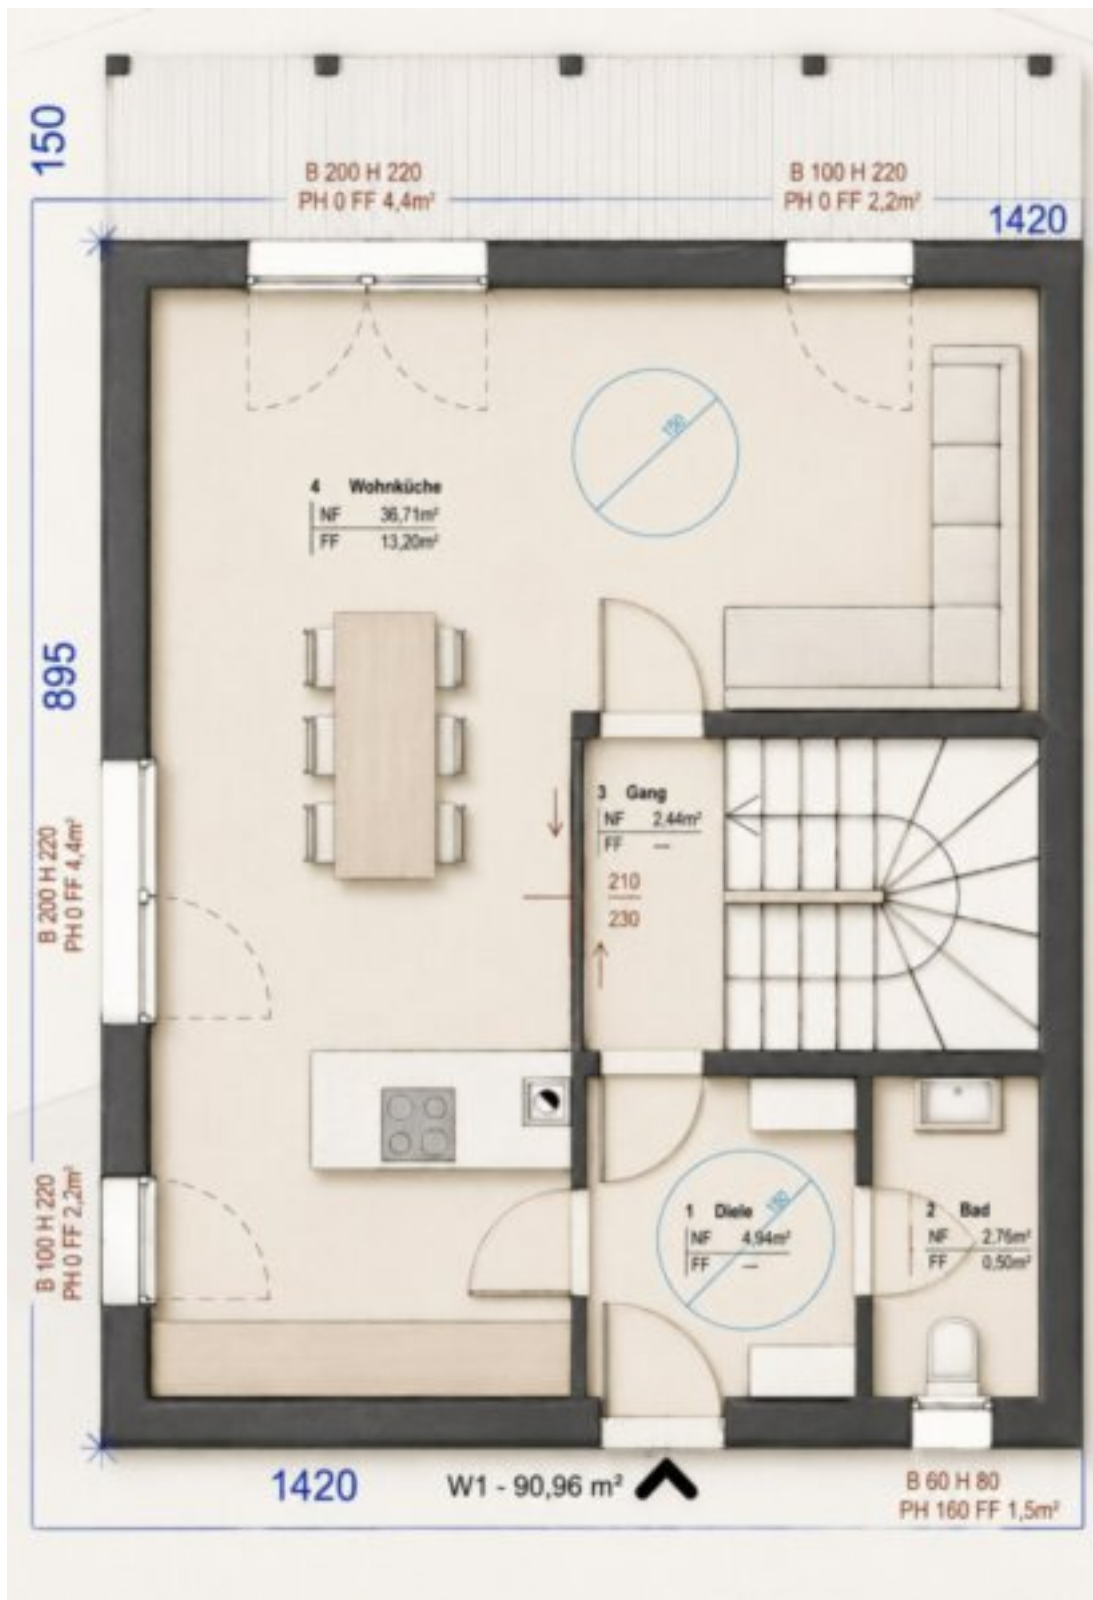 150
B 200 H 220
PH 0 FF 4,4m²
B 100 H 220
PH 0 FF 2,2m²
1420
150
4 Wohnküche
NF 36,71m²
FF 13,20m²
895
3 Gang
NF 2,44m²
FF —
210
230
B 200 H 220
PH 0 FF 4,4m²
B 100 H 220
PH 0 FF 2,2m²
150
1 Diele
NF 4,94m²
FF —
2 Bad
NF 2,76m²
FF 0,50m²
1420
W1 - 90,96 m²
B 60 H 80
PH 160 FF 1,5m²